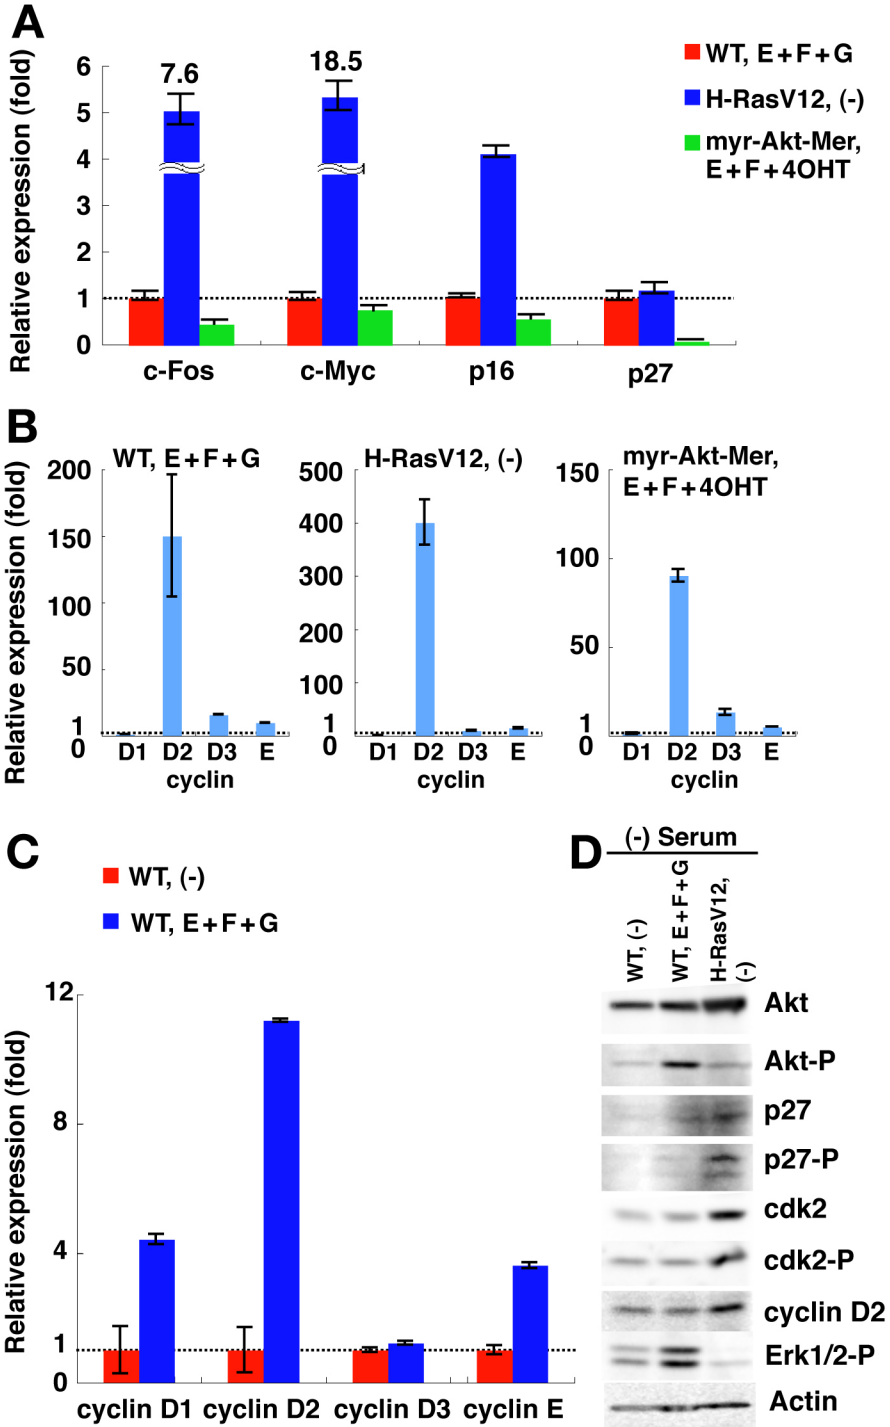 A
Relative expression (fold)
6
5
4
3
2
1
0
7.6
18.5
WT, E+F+G
H-RasV12, (-)
myr-Akt-Mer,
E+F+4OHT
c-Fos c-Myc p16 p27
B
Relative expression (fold)
WT, E+F+G
200
150
100
50
1
0
D1 D2 D3 E
cyclin
H-RasV12, (-)
500
400
300
200
100
1
0
D1 D2 D3 E
cyclin
myr-Akt-Mer,
E+F+4OHT
150
100
50
1
0
D1 D2 D3 E
cyclin
C
WT, (-)
WT, E+F+G
Relative expression (fold)
12
8
4
1
0
cyclin D1 cyclin D2 cyclin D3 cyclin E
D
(-) Serum
WT, (-)
WT, E+F+G
H-RasV12,
(-)
Akt
Akt-P
p27
p27-P
cdk2
cdk2-P
cyclin D2
Erk1/2-P
Actin